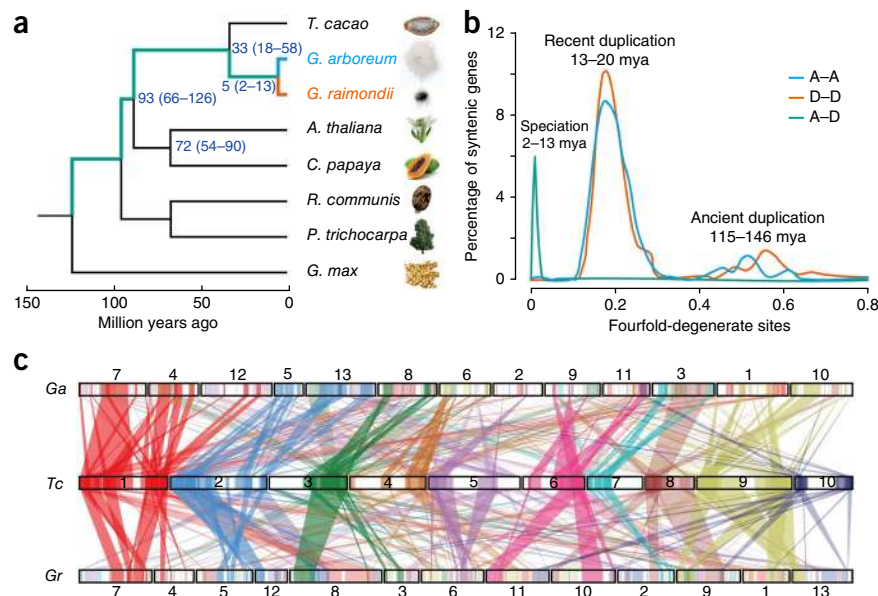 a
T. cacao
33 (18–58)
G. arboreum
5 (2–13)
G. raimondii
93 (66–126)
A. thaliana
72 (54–90)
C. papaya
R. communis
P. trichocarpa
G. max
150 100 50 0
Million years ago
b
12
8
4
0
Percentage of syntenic genes
Recent duplication
13–20 mya
Speciation
2–13 mya
Ancient duplication
115–146 mya
A–A
D–D
A–D
0 0.2 0.4 0.6 0.8
Fourfold-degenerate sites
c
7 4 12 5 13 8 6 2 9 11 3 1 10
Ga
Tc 1 2 3 4 5 6 7 8 9 10
Gr
7 4 5 12 8 3 6 11 10 2 9 1 13